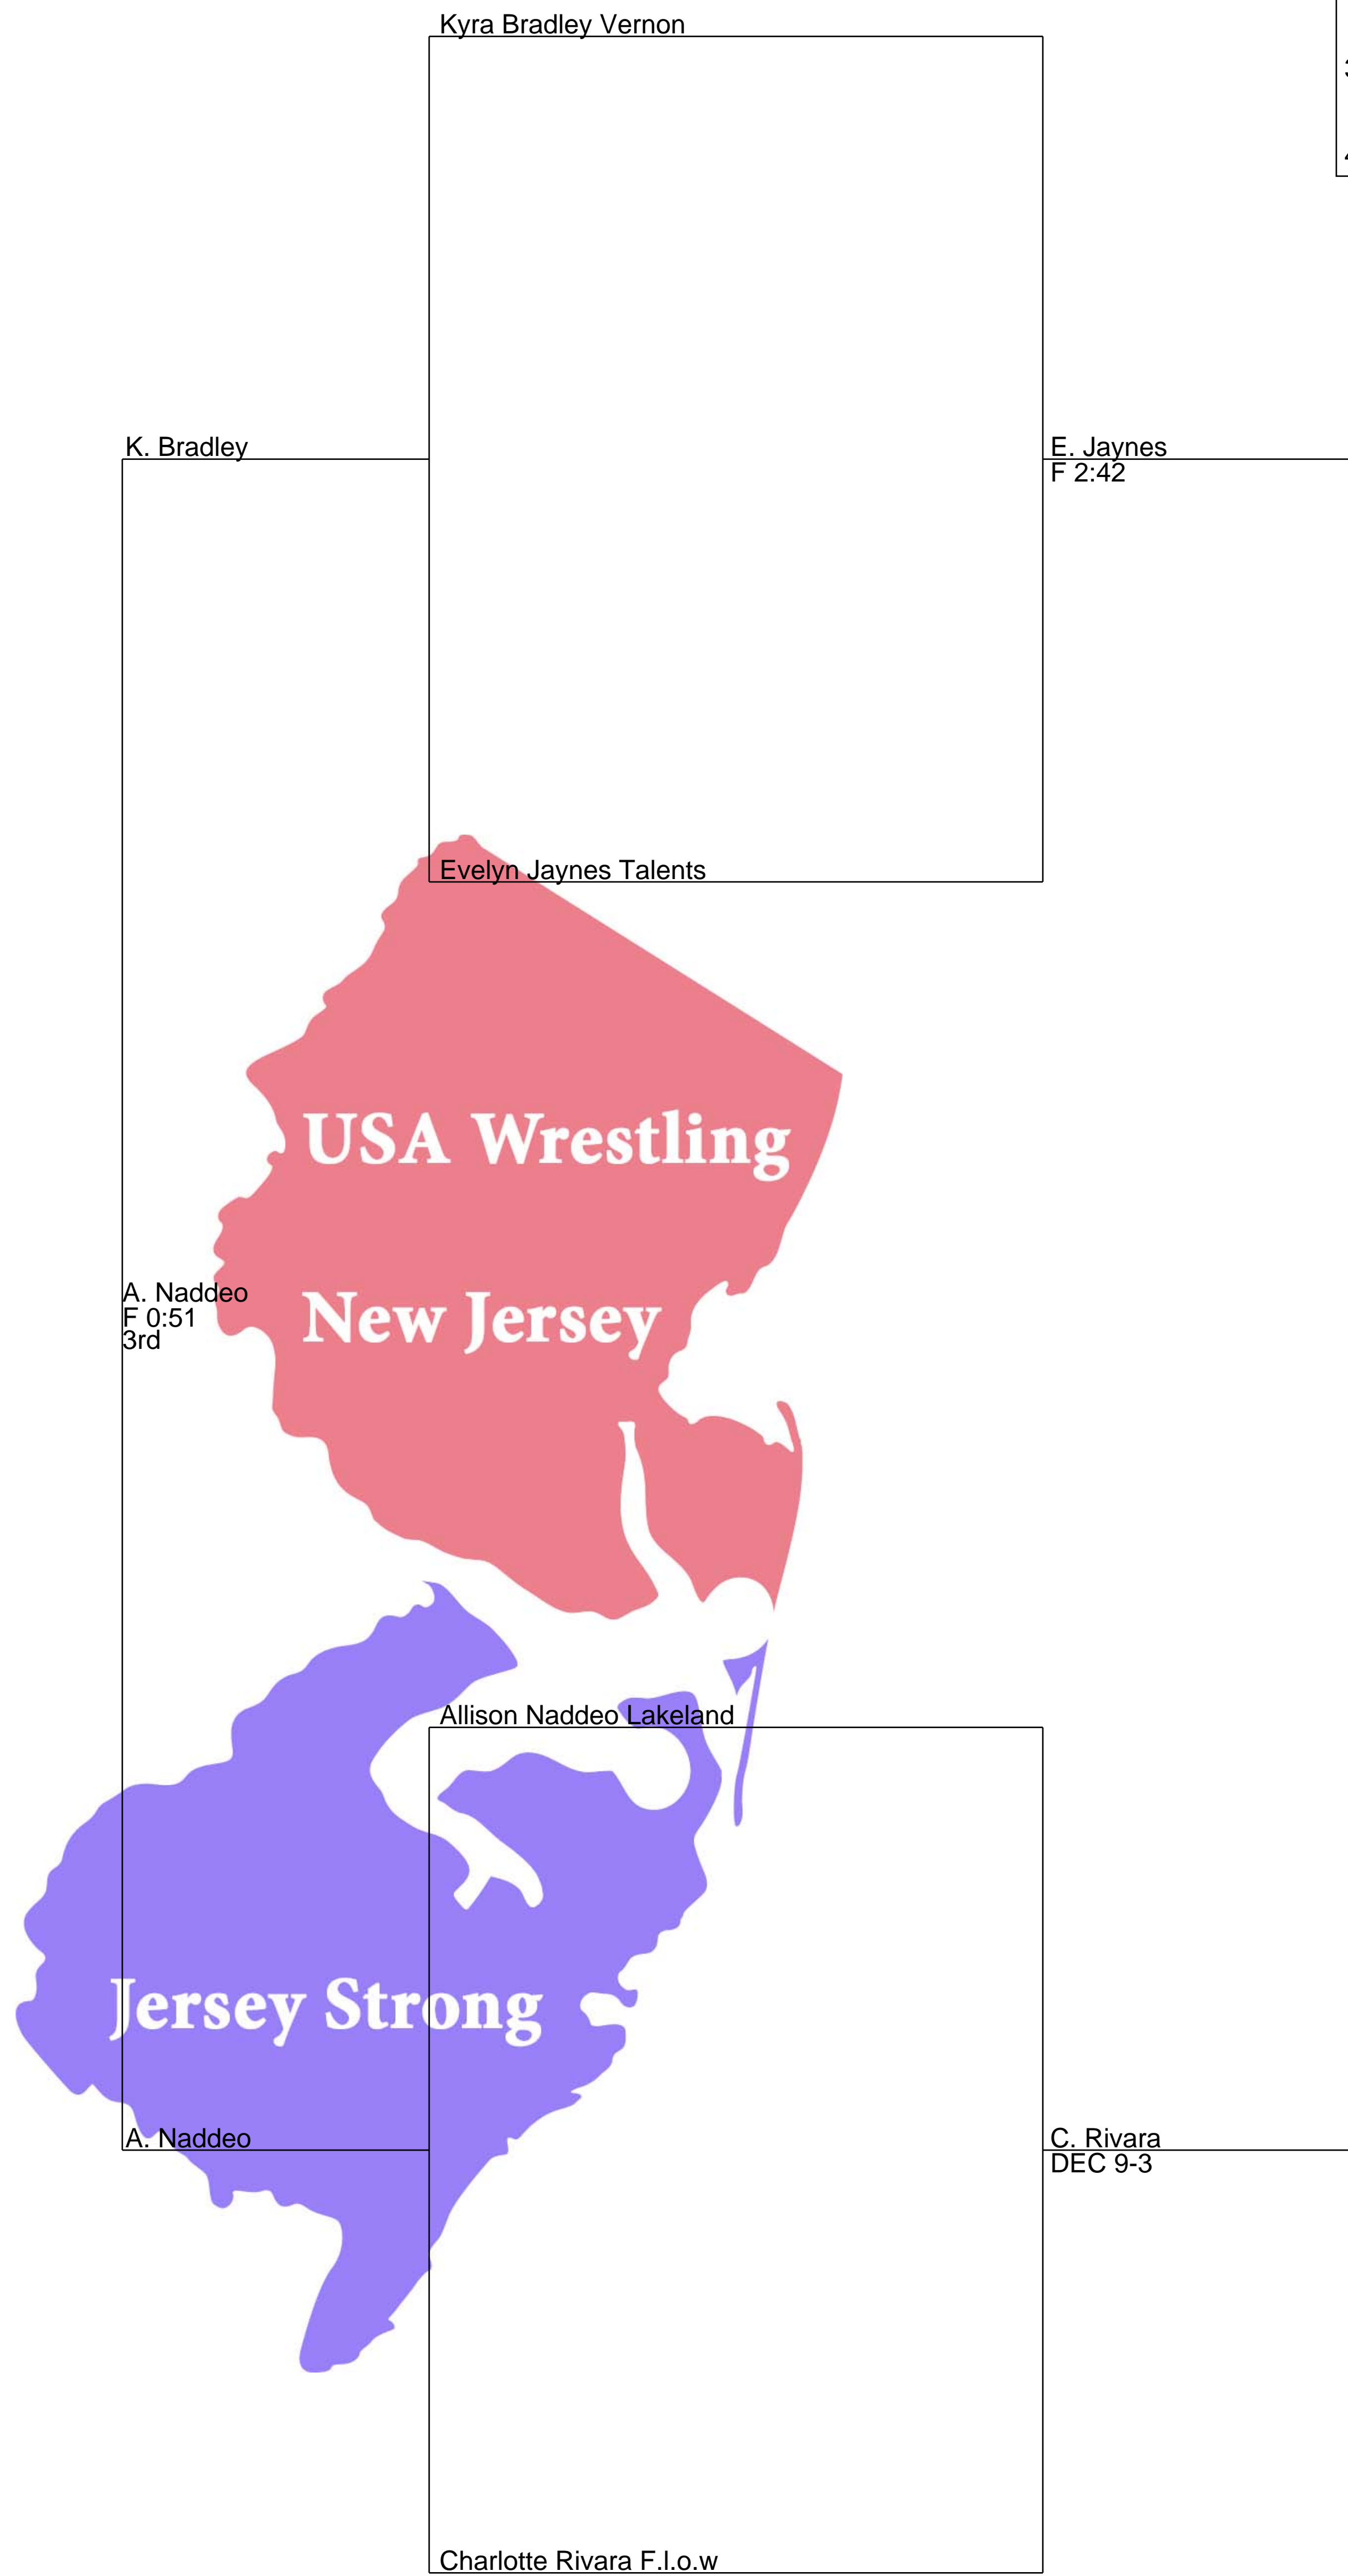 Kyra Bradley Vernon
K. Bradley
E. Jaynes
F 2:42
Evelyn Jaynes Talents
USA Wrestling
New Jersey
A. Naddeo
F 0:51
3rd
Allison Naddeo Lakeland
Jersey Strong
A. Naddeo
C. Rivara
DEC 9-3
Charlotte Rivara F.l.o.w